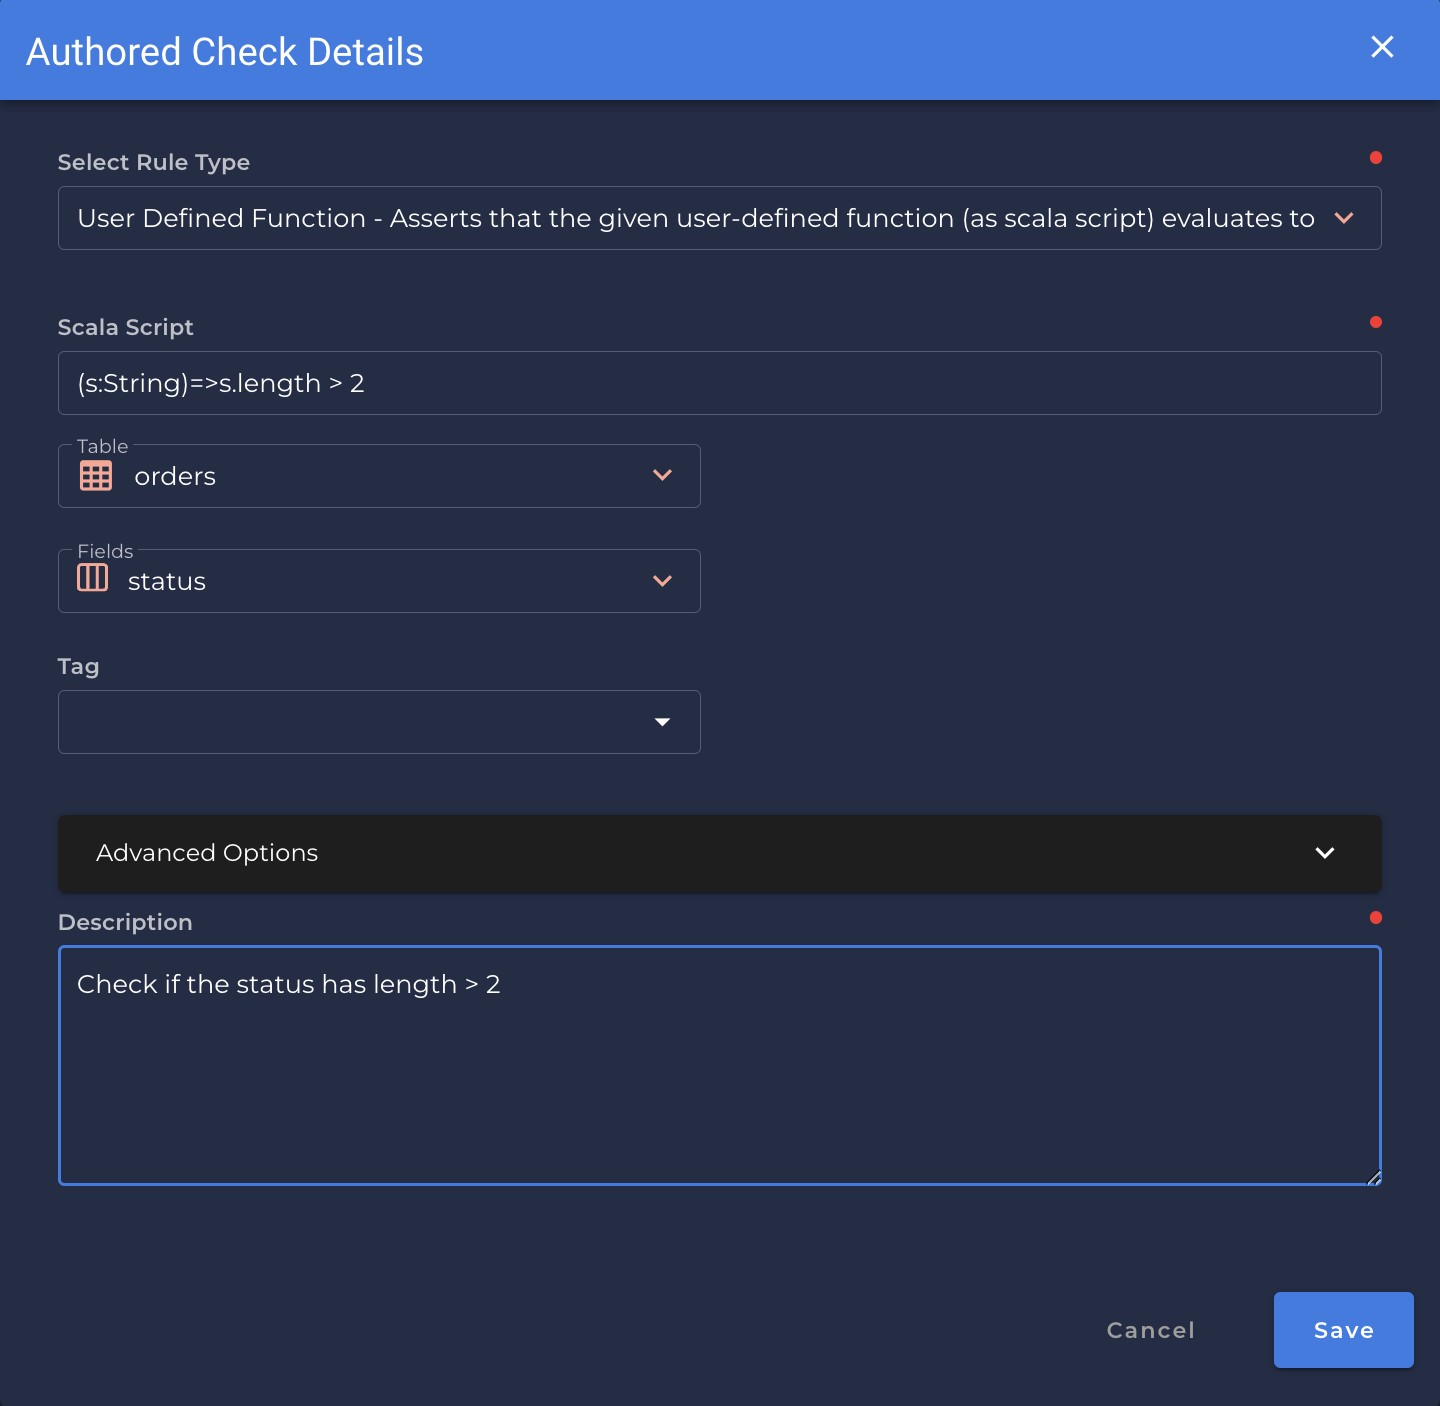 Authored Check Details
Select Rule Type
User Defined Function - Asserts that the given user-defined function (as scala script) evaluates to
Scala Script
(s:String)=>s.length > 2
Table
orders
Fields
status
Tag
Advanced Options
Description
Check if the status has length > 2
Cancel
Save